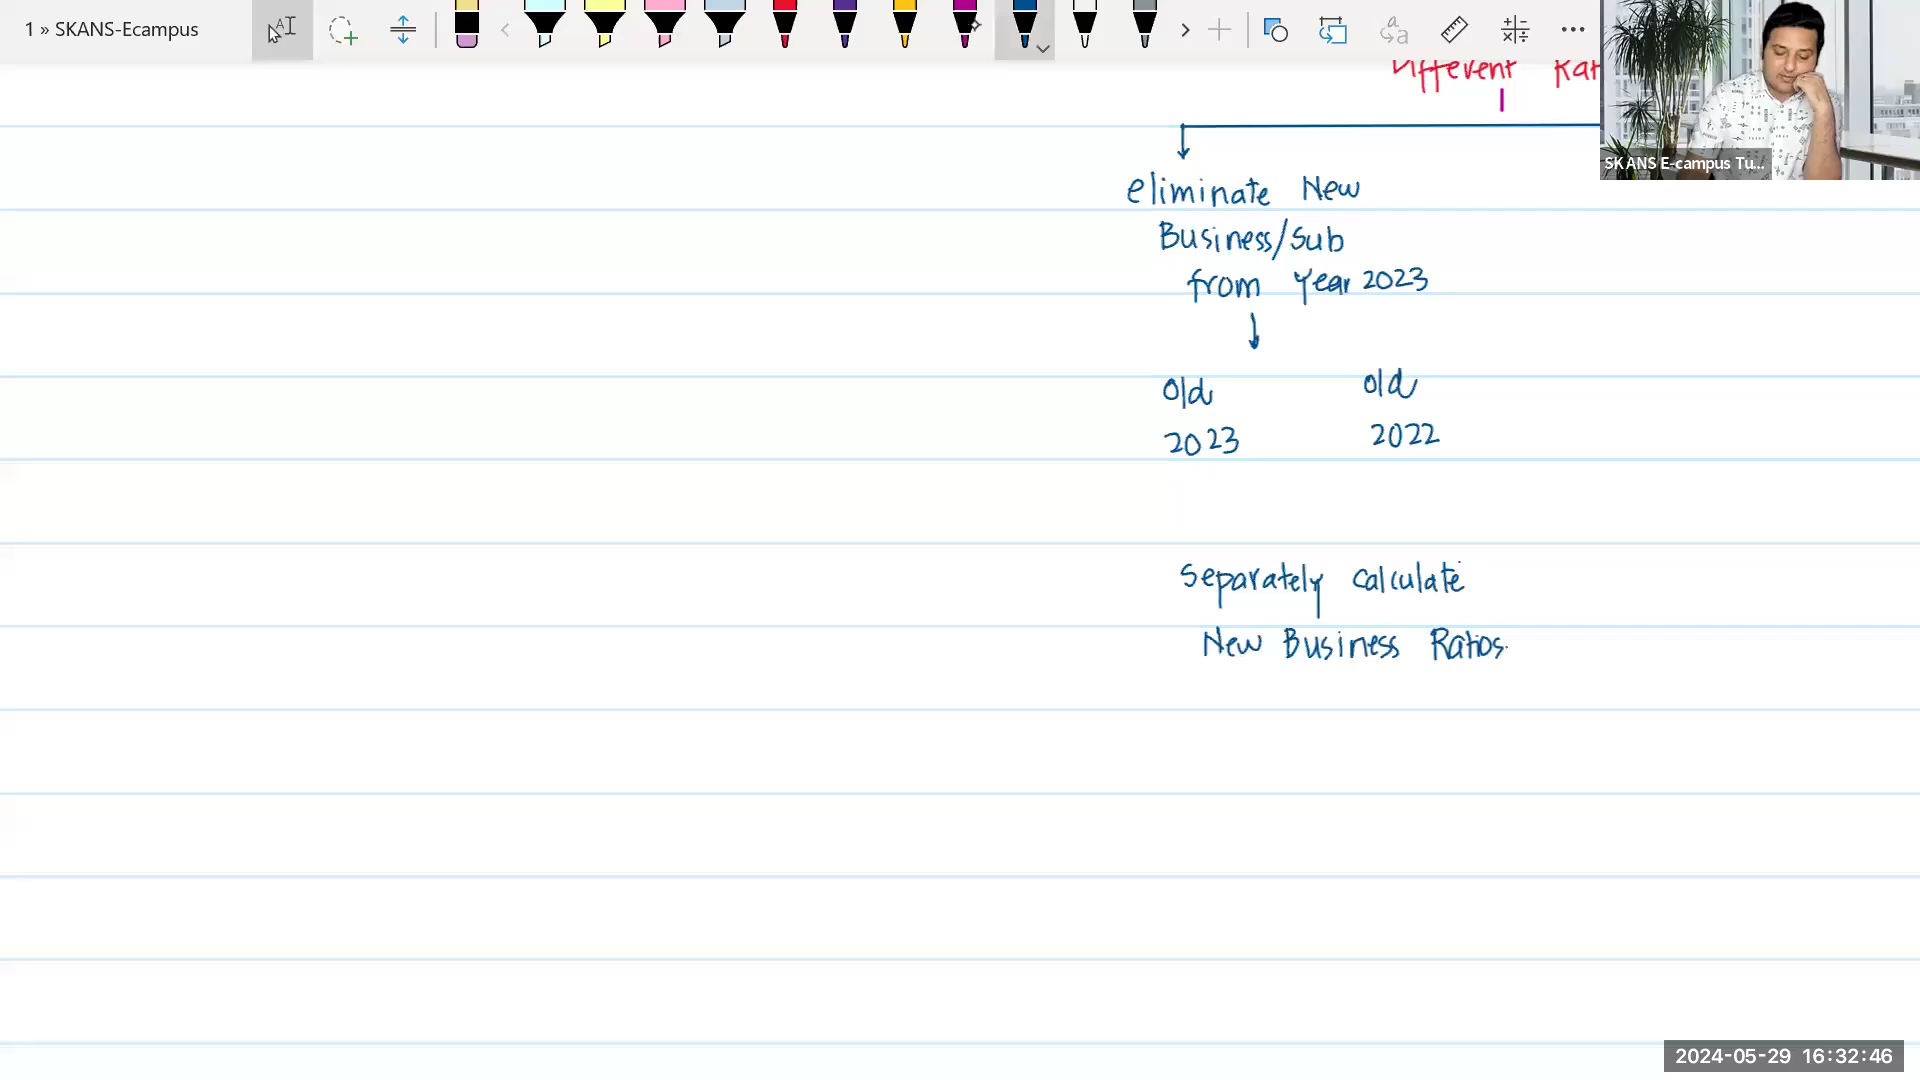 1 » SKANS-Ecampus
Different
SKANS E-campus Tu...
eliminate New
Business/Sub
from Year 2023
Old Old
2023 2022
Separately Calculate
New Business Ratios.
2024-05-29 16:32:46